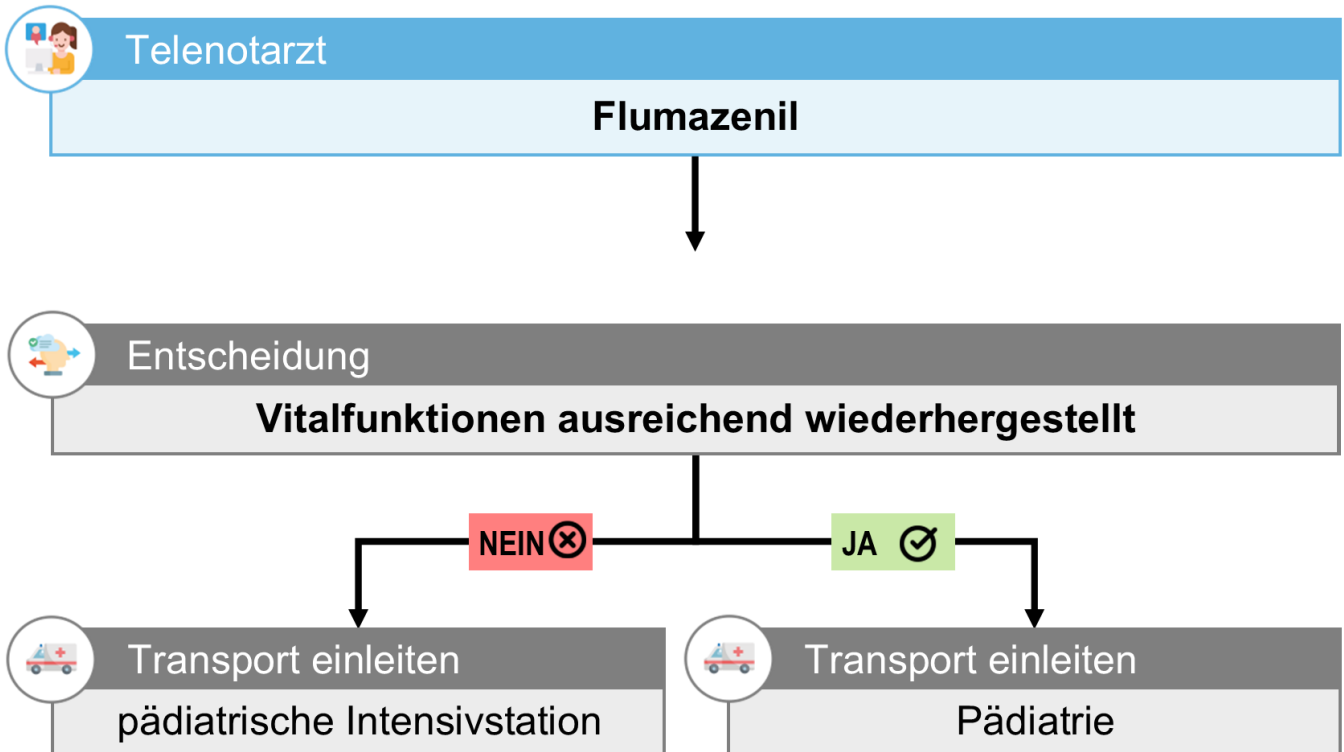 Telenotarzt
Flumazenil
Entscheidung
Vitalfunktionen ausreichend wiederhergestellt
NEIN
JA
Transport einleiten
pädiatrische Intensivstation
Transport einleiten
Pädiatrie